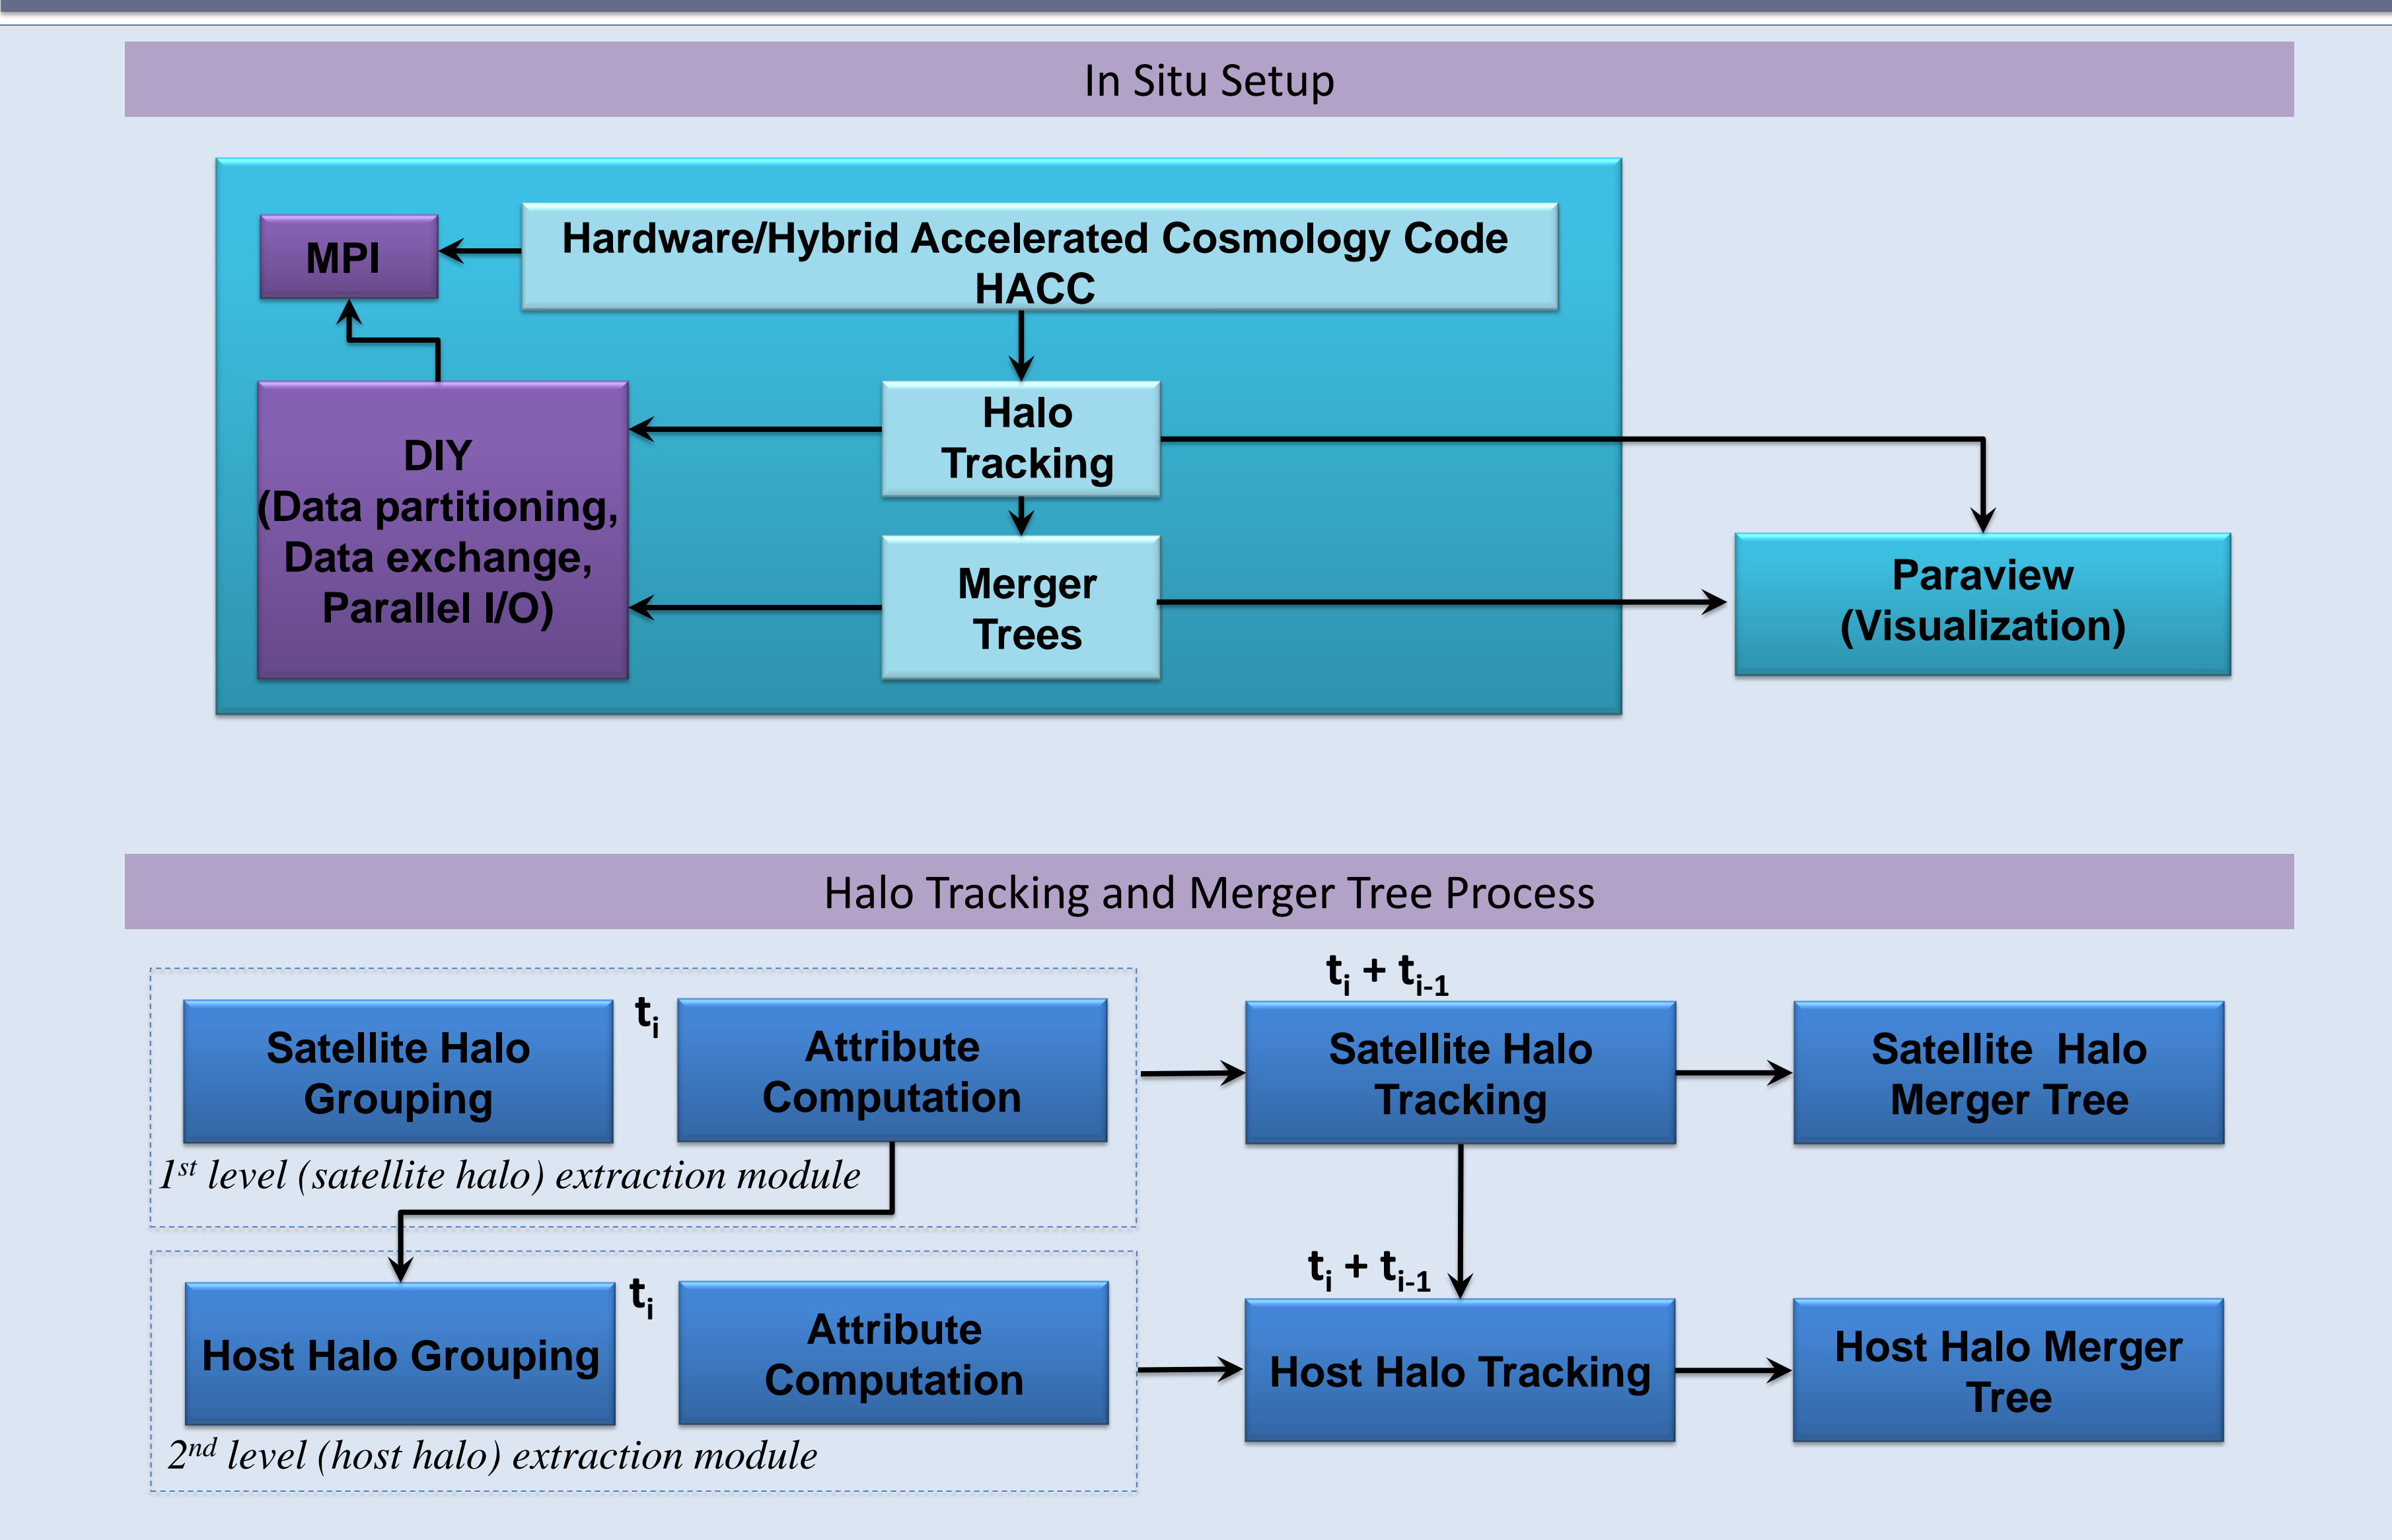 In Situ Setup
MPI
Hardware/Hybrid Accelerated Cosmology Code
HACC
Halo
Tracking
DIY
(Data partitioning,
Data exchange,
Parallel I/O)
Merger
Trees
Paraview
(Visualization)
Halo Tracking and Merger Tree Process
Satellite Halo
Grouping
tᵢ
Attribute
Computation
1ˢᵗ level (satellite halo) extraction module
tᵢ + tᵢ₋₁
Satellite Halo
Tracking
Satellite Halo
Merger Tree
Host Halo Grouping
tᵢ
Attribute
Computation
2ⁿᵈ level (host halo) extraction module
tᵢ + tᵢ₋₁
Host Halo Tracking
Host Halo Merger
Tree